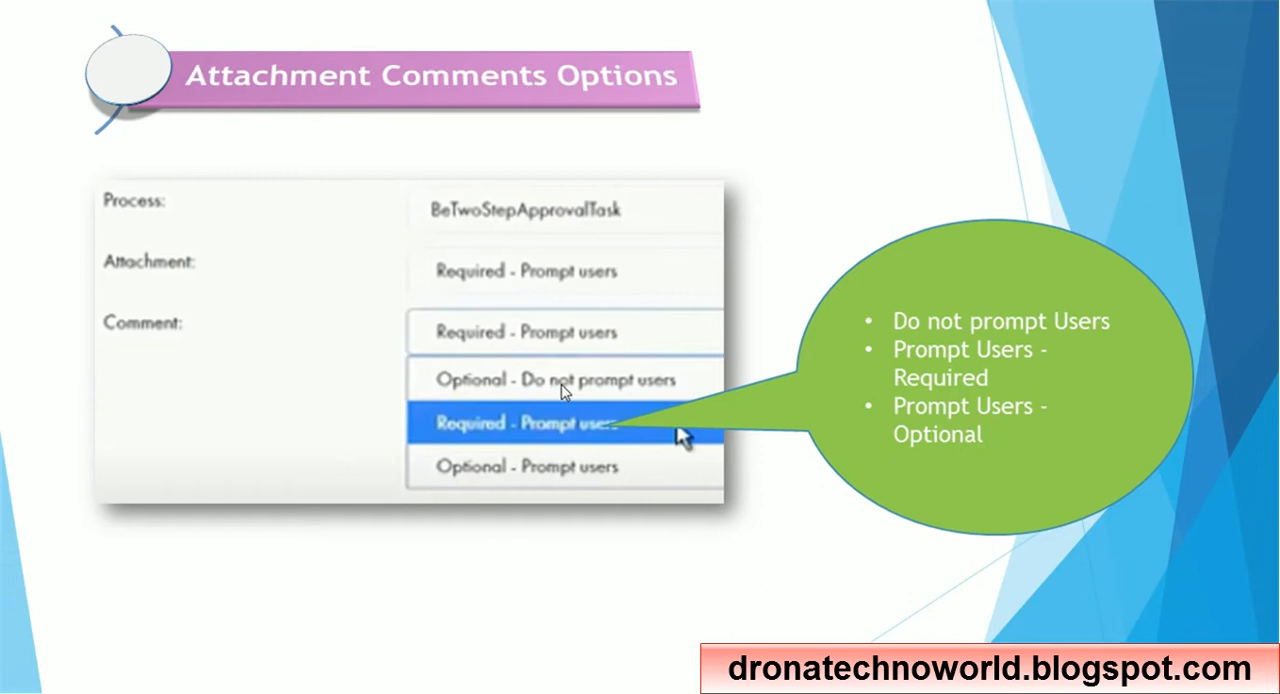 Attachment Comments Options
Process:
BeTwoStepApprovalTask
Attachment:
Required - Prompt users
Comment:
Required - Prompt users
Optional - Do not prompt users
Required - Prompt users
Optional - Prompt users
• Do not prompt Users
• Prompt Users -
Required
• Prompt Users -
Optional
dronatechnoworld.blogspot.com